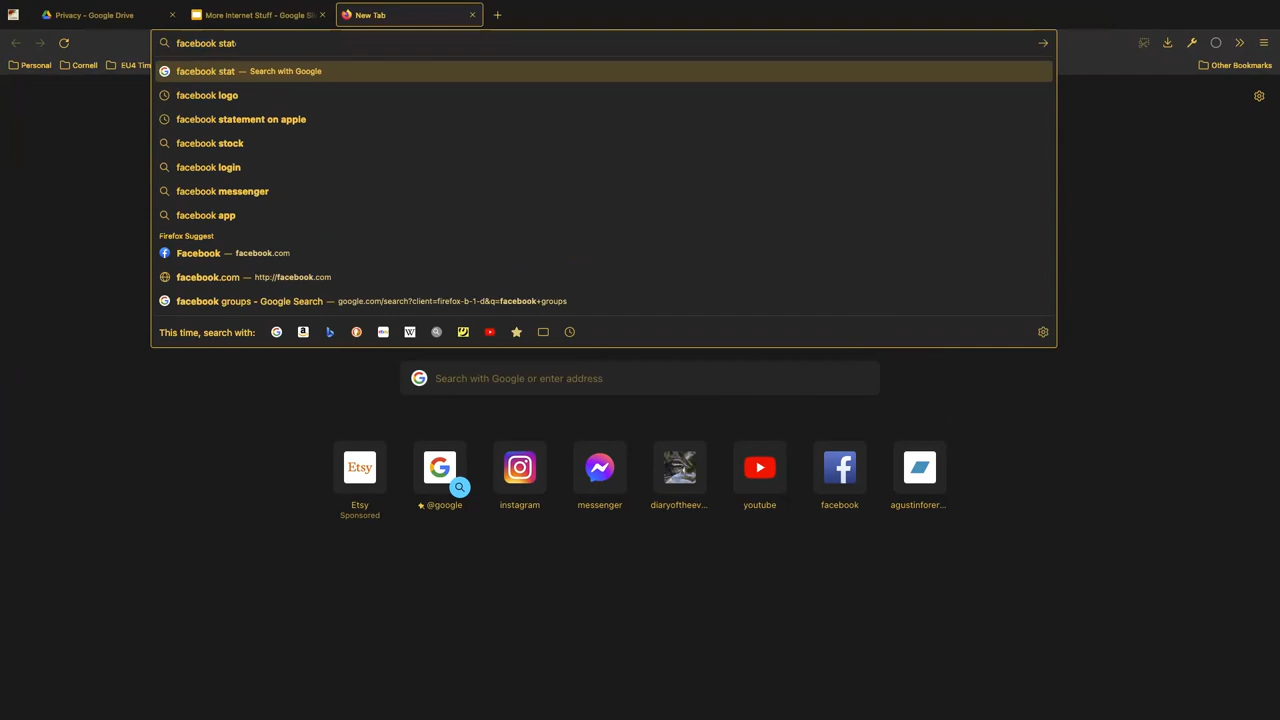 Privacy - Google Drive
More Internet Stuff - Google Sli
New Tab
facebook stat
Personal
Cornell
EU4 Tim
Other Bookmarks
facebook stat — Search with Google
facebook logo
facebook statement on apple
facebook stock
facebook login
facebook messenger
facebook app
Firefox Suggest
Facebook — facebook.com
facebook.com — http://facebook.com
facebook groups - Google Search — google.com/search?client=firefox-b-1-d&q=facebook+groups
This time, search with:
Search with Google or enter address
Etsy
Etsy
Sponsored
@google
instagram
messenger
diaryoftheev...
youtube
facebook
agustinforer...